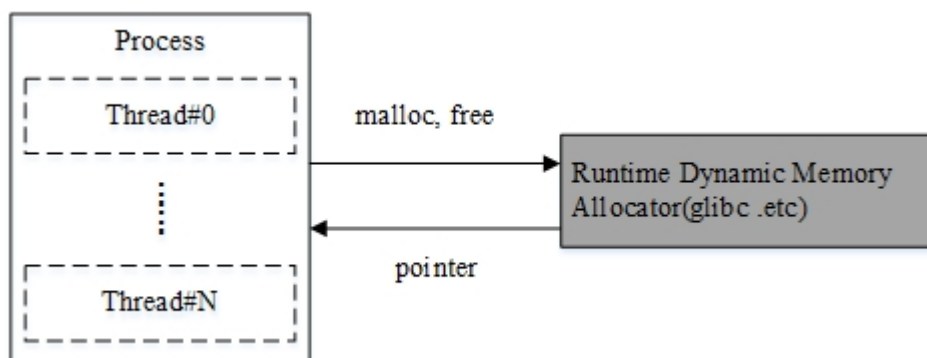 Process
Thread#0
malloc, free
Runtime Dynamic Memory
Allocator(glibc .etc)
pointer
Thread#N